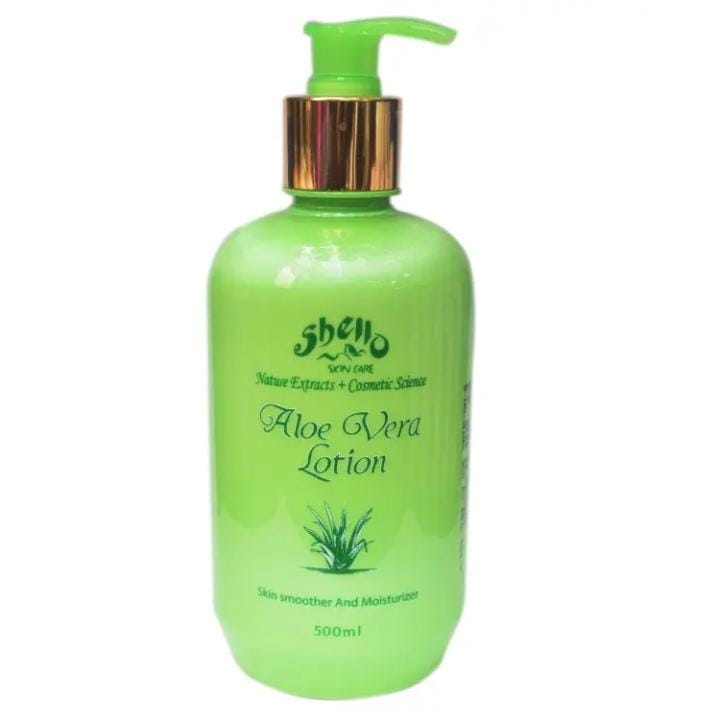 Shello
SKIN CARE
Nature Extracts + Cosmetic Science
Aloe Vera
Lotion
Skin smoother And Moisturizer
500ml